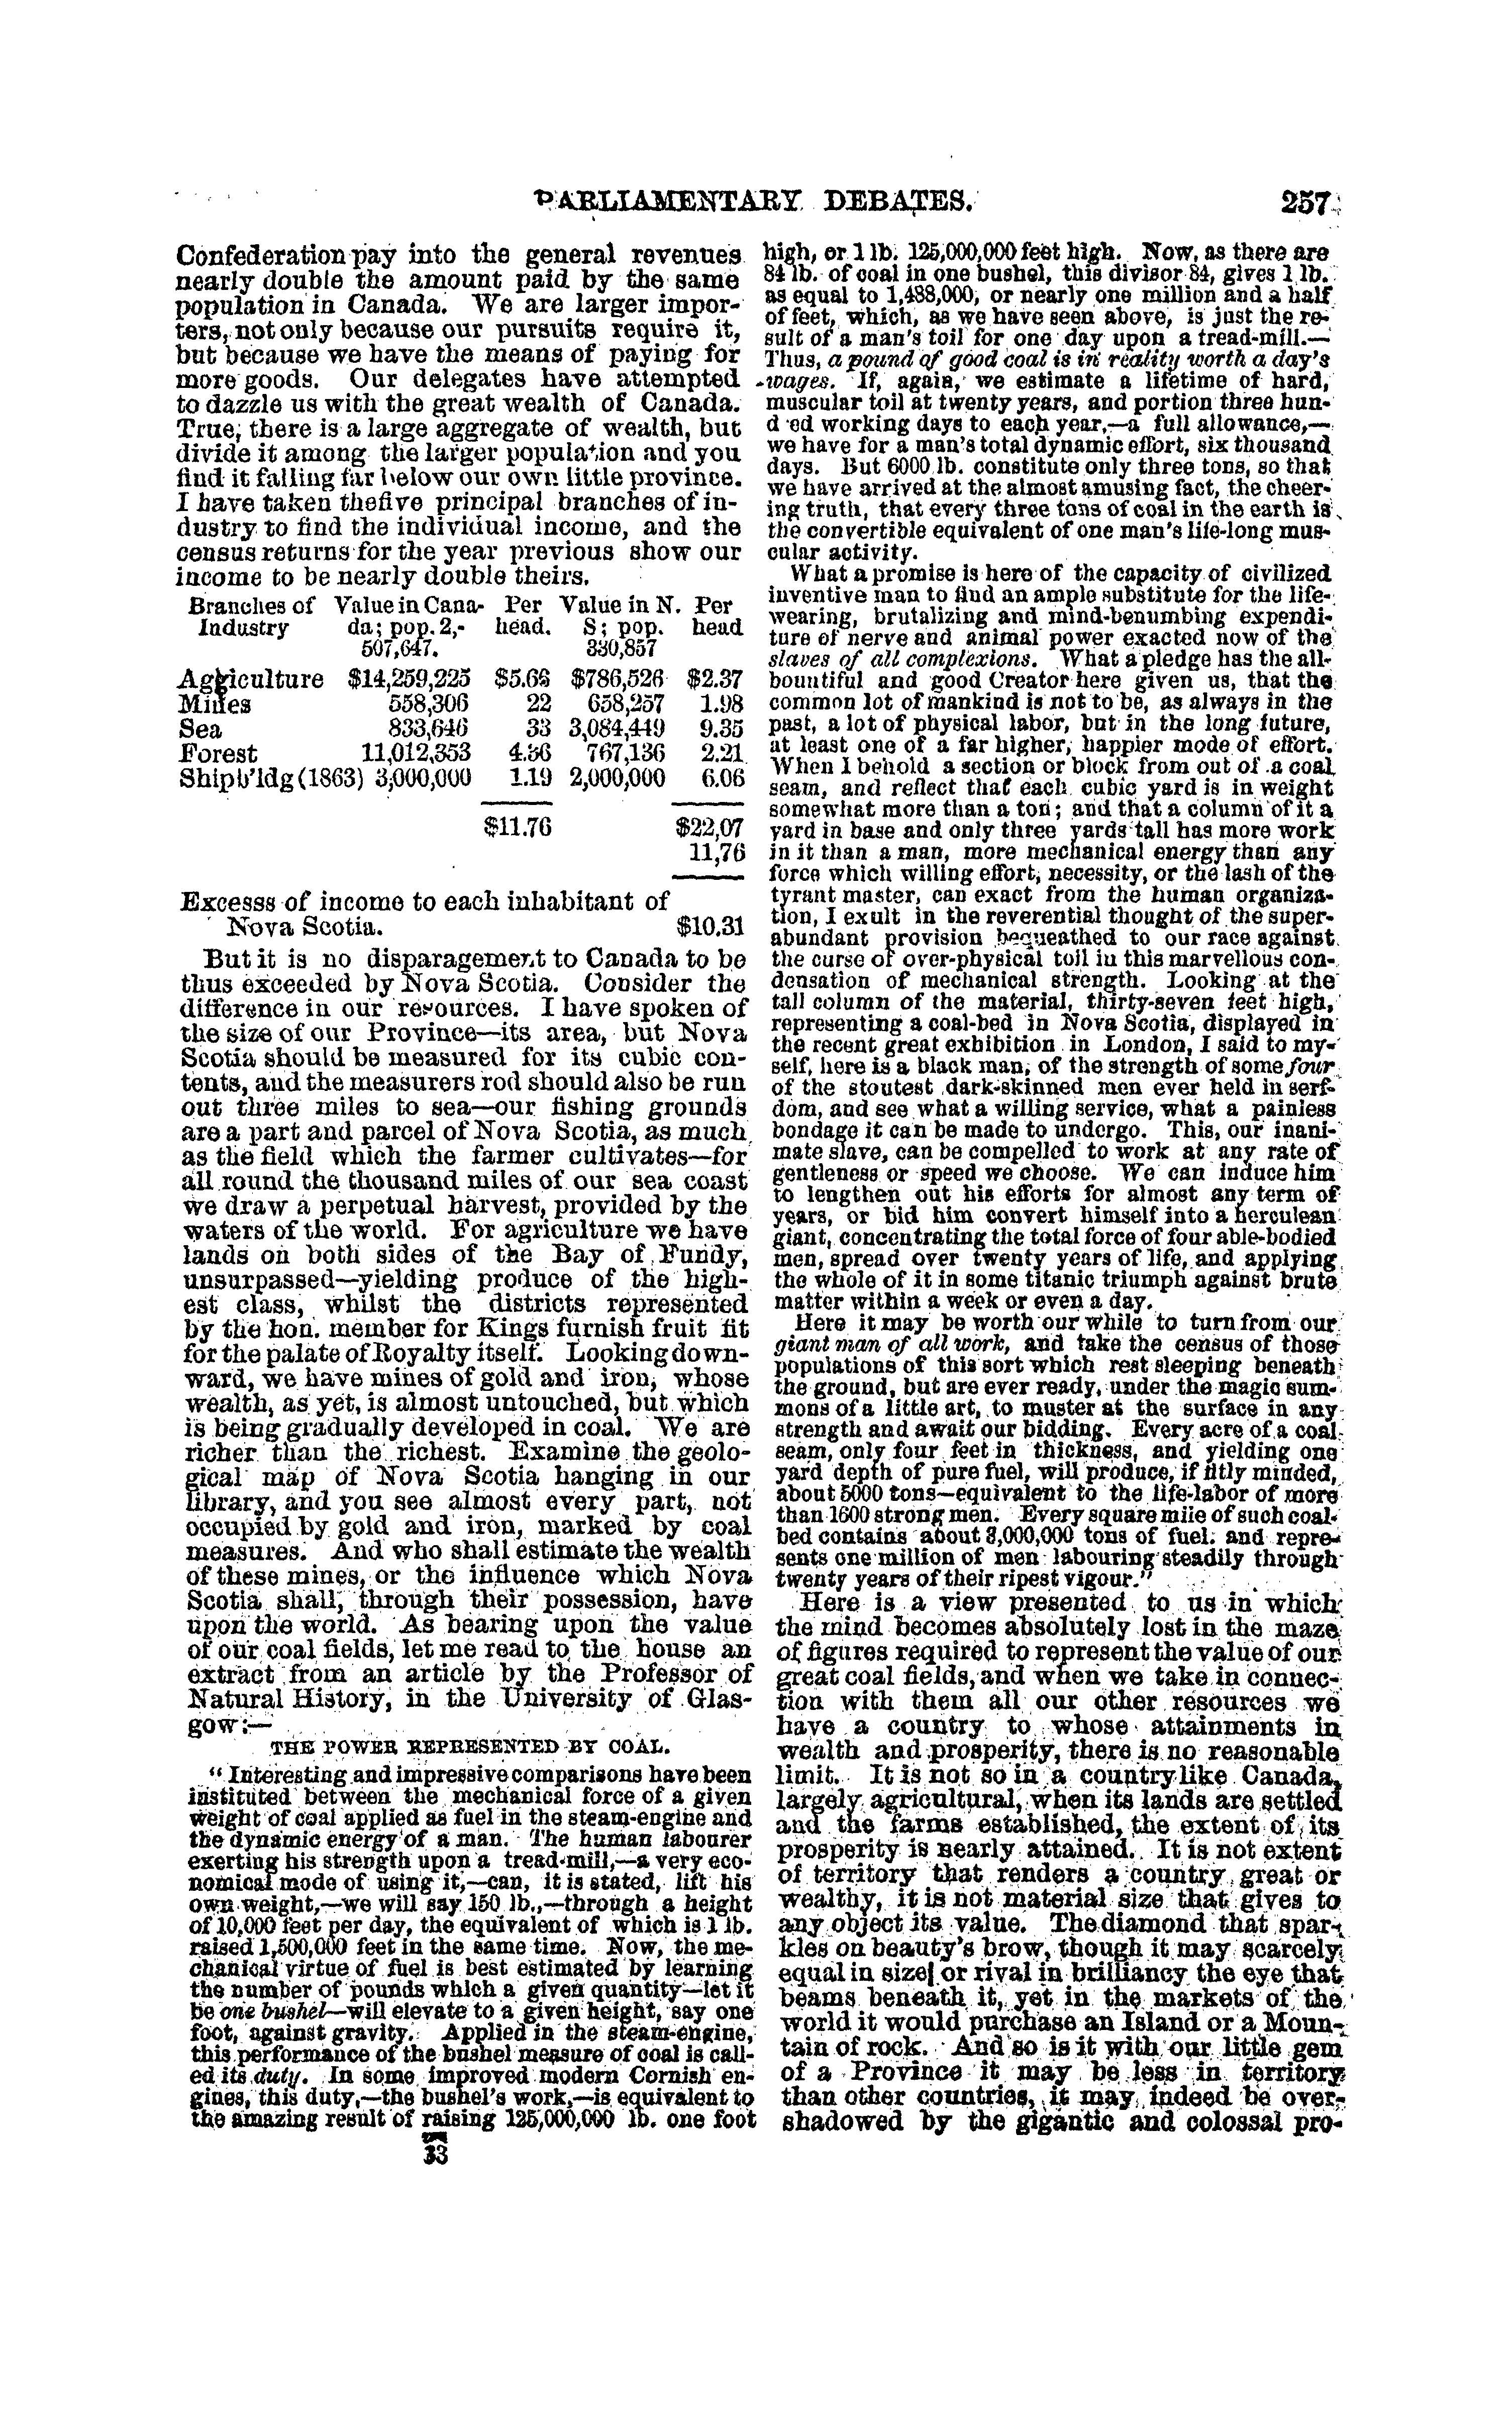 PARLIAMENTARY DEBATES. 257
Confederation pay into the general revenues
nearly double the amount paid by the same
population in Canada. We are larger impor-
ters, not only because our pursuits require it,
but because we have the means of paying for
more goods. Our delegates have attempted
to dazzle us with the great wealth of Canada.
True, there is a large aggregate of wealth, but
divide it among the larger population and you
find it falling far below our own little province.
I have taken thefive principal branches of in-
dustry to find the individual income, and the
census returns for the year previous show our
income to be nearly double theirs.
Branches of Value in Cana- Per Value in N. Per
Industry da; pop. 2,- head. S; pop. head
507,647. 330,857
Agriculture $14,259,225 $5.68 $786,526 $2.37
Mines 558,306 22 658,257 1.98
Sea 833,646 33 3,084,449 9.35
Forest 11,012,353 4.36 767,136 2.21
Shipb'ldg (1863) 3,000,000 1.19 2,000,000 6.06
$11.76 $22,07
11,76
Excesss of income to each inhabitant of
Nova Scotia. $10.31
But it is no disparagement to Canada to be
thus exceeded by Nova Scotia. Consider the
difference in our resources. I have spoken of
the size of our Province—its area, but Nova
Scotia should be measured for its cubic con-
tents, and the measurers rod should also be run
out three miles to sea—our fishing grounds
are a part and parcel of Nova Scotia, as much
as the field which the farmer cultivates—for
all round the thousand miles of our sea coast
we draw a perpetual harvest, provided by the
waters of the world. For agriculture we have
lands on both sides of the Bay of Fundy,
unsurpassed—yielding produce of the high-
est class, whilst the districts represented
by the hon. member for Kings furnish fruit fit
for the palate of Royalty itself. Looking down-
ward, we have mines of gold and iron, whose
wealth, as yet, is almost untouched, but which
is being gradually developed in coal. We are
richer than the richest. Examine the geolo-
gical map of Nova Scotia hanging in our
library, and you see almost every part, not
occupied by gold and iron, marked by coal
measures. And who shall estimate the wealth
of these mines, or the influence which Nova
Scotia shall, through their possession, have
upon the world. As bearing upon the value
of our coal fields, let me read to the house an
extract from an article by the Professor of
Natural History, in the University of Glas-
gow:—
THE POWER REPRESENTED BY COAL.
"Interesting and impressive comparisons have been
instituted between the mechanical force of a given
weight of coal applied as fuel in the steam-engine and
the dynamic energy of a man. The human labourer
exerting his strength upon a tread-mill,—a very eco-
nomical mode of using it,—can, it is stated, lift his
own weight,—we will say 150 lb.,—through a height
of 10,000 feet per day, the equivalent of which is 1 lb.
raised 1,500,000 feet in the same time. Now, the me-
chanical virtue of fuel is best estimated by learning
the number of pounds which a given quantity—let it
be one bushel—will elevate to a given height, say one
foot, against gravity. Applied in the steam-engine,
this performance of the bushel measure of coal is call-
ed its duty. In some improved modern Cornish en-
gines, this duty,—the bushel's work,—is equivalent to
the amazing result of raising 125,000,000 lb. one foot
33
high, or 1 lb. 125,000,000 feet high. Now, as there are
84 lb. of coal in one bushel, this divisor 84, gives 1 lb.
as equal to 1,488,000, or nearly one million and a half
of feet, which, as we have seen above, is just the re-
sult of a man's toil for one day upon a tread-mill.—
Thus, a pound of good coal is in reality worth a day's
wages. If, again, we estimate a lifetime of hard,
muscular toil at twenty years, and portion three hun-
d ed working days to each year,—a full allowance,—
we have for a man's total dynamic effort, six thousand
days. But 6000 lb. constitute only three tons, so that
we have arrived at the almost amusing fact, the cheer-
ing truth, that every three tons of coal in the earth is
the convertible equivalent of one man's life-long mus-
cular activity.
What a promise is here of the capacity of civilized
inventive man to find an ample substitute for the life-
wearing, brutalizing and mind-benumbing expendi-
ture of nerve and animal power exacted now of the
slaves of all complexions. What a pledge has the all-
bountiful and good Creator here given us, that the
common lot of mankind is not to be, as always in the
past, a lot of physical labor, but in the long future,
at least one of a far higher, happier mode of effort.
When I behold a section or block from out of a coal
seam, and reflect that each cubic yard is in weight
somewhat more than a ton; and that a column of it a
yard in base and only three yards tall has more work
in it than a man, more mechanical energy than any
force which willing effort, necessity, or the lash of the
tyrant master, can exact from the human organiza-
tion, I exult in the reverential thought of the super-
abundant provision bequeathed to our race against
the curse of over-physical toil in this marvellous con-
densation of mechanical strength. Looking at the
tall column of the material, thirty-seven feet high,
representing a coal-bed in Nova Scotia, displayed in
the recent great exhibition in London, I said to my-
self, here is a black man, of the strength of some four
of the stoutest dark-skinned men ever held in serf-
dom, and see what a willing service, what a painless
bondage it can be made to undergo. This, our inani-
mate slave, can be compelled to work at any rate of
gentleness or speed we choose. We can induce him
to lengthen out his efforts for almost any term of
years, or bid him convert himself into a herculean
giant, concentrating the total force of four able-bodied
men, spread over twenty years of life, and applying
the whole of it in some titanic triumph against brute
matter within a week or even a day.
Here it may be worth our while to turn from our
giant man of all work, and take the census of those
populations of this sort which rest sleeping beneath
the ground, but are ever ready, under the magic sum-
mons of a little art, to muster at the surface in any
strength and await our bidding. Every acre of a coal
seam, only four feet in thickness, and yielding one
yard depth of pure fuel, will produce, if fitly minded,
about 5000 tons—equivalent to the life-labor of more
than 1600 strong men. Every square mile of such coal-
bed contains about 3,000,000 tons of fuel. and repre-
sents one million of men labouring steadily through
twenty years of their ripest vigour."
Here is a view presented to us in which
the mind becomes absolutely lost in the maze
of figures required to represent the value of our
great coal fields, and when we take in connec-
tion with them all our other resources we
have a country to whose attainments in
wealth and prosperity, there is no reasonable
limit. It is not so in a country like Canada,
largely agricultural, when its lands are settled
and the farms established, the extent of its
prosperity is nearly attained. It is not extent
of territory that renders a country great or
wealthy, it is not material size that gives to
any object its value. The diamond that spar-
kles on beauty's brow, though it may scarcely
equal in size or rival in brilliancy the eye that
beams beneath it, yet in the markets of the
world it would purchase an Island or a Moun-
tain of rock. And so is it with our little gem
of a Province it may be less in territory
than other countries, it may indeed be over-
shadowed by the gigantic and colossal pro-